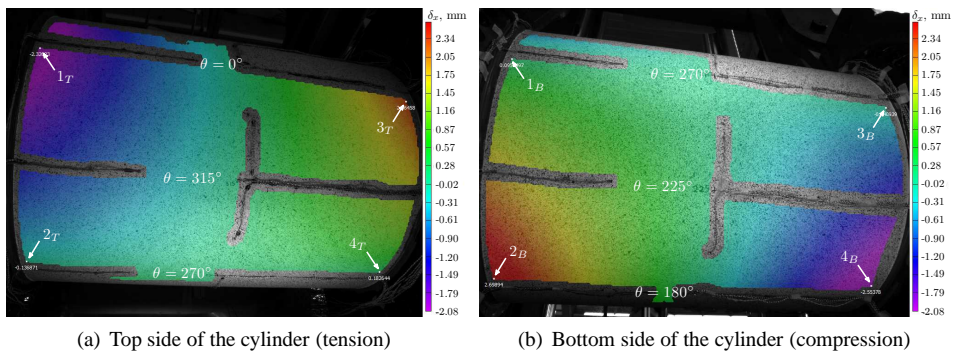 δx, mm
2.34
2.04
1.75
1.45
1.16
0.87
0.57
0.28
-0.02
-0.31
-0.61
-0.90
-1.20
-1.49
-1.79
-2.08
θ = 0°
θ = 315°
θ = 270°
1T
2T
3T
4T
-0.136871
0.183644
(a) Top side of the cylinder (tension)
δx, mm
2.34
2.04
1.75
1.45
1.16
0.87
0.57
0.28
-0.02
-0.31
-0.61
-0.90
-1.20
-1.49
-1.79
-2.08
θ = 270°
θ = 225°
225
θ = 180°
1B
2B
3B
4B
2.69894
-2.55378
(b) Bottom side of the cylinder (compression)